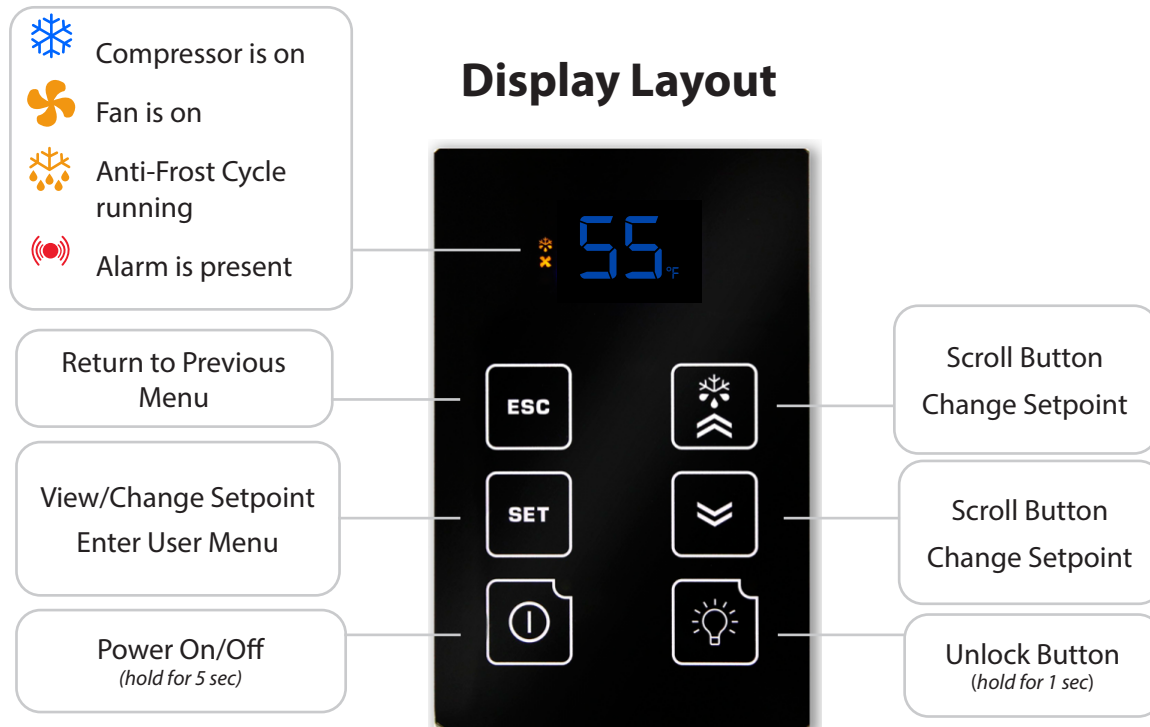 Compressor is on
Fan is on
Anti-Frost Cycle
running
Alarm is present
Display Layout
55 °F
Return to Previous
Menu
ESC
Scroll Button
Change Setpoint
View/Change Setpoint
Enter User Menu
SET
Scroll Button
Change Setpoint
Power On/Off
(hold for 5 sec)
Unlock Button
(hold for 1 sec)